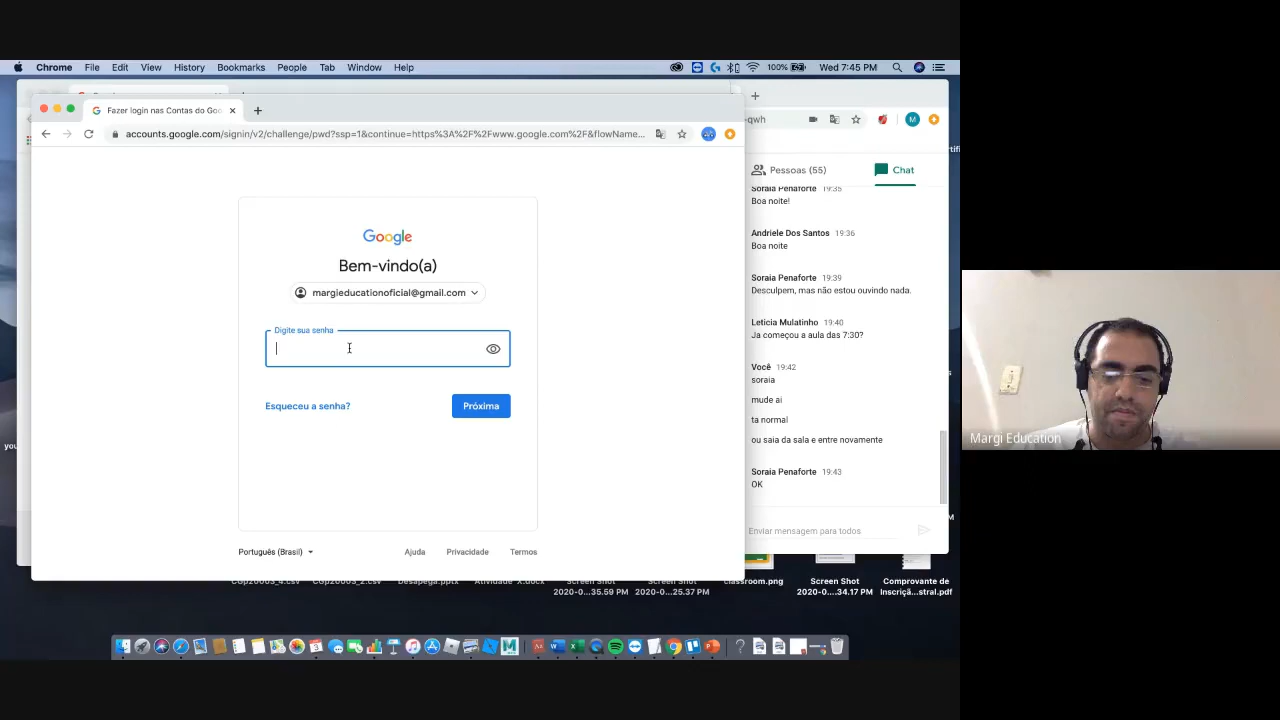 Chrome File Edit View History Bookmarks People Tab Window Help
100% Wed 7:45 PM
Fazer login nas Contas do Goo
accounts.google.com/signin/v2/challenge/pwd?ssp=1&continue=https%3A%2F%2Fwww.google.com%2F&flowName...
-qwh
M
Google
Bem-vindo(a)
margieducationoficial@gmail.com
Digite sua senha
Esqueceu a senha?
Próxima
Português (Brasil)
Ajuda
Privacidade
Termos
Pessoas (55)
Chat
Soraia Penaforte 19:35
Boa noite!
Andriele Dos Santos 19:36
Boa noite
Soraia Penaforte 19:39
Desculpem, mas não estou ouvindo nada.
Leticia Mulatinho 19:40
Ja começou a aula das 7:30?
Você 19:42
soraia
mude ai
ta normal
ou saia da sala e entre novamente
Soraia Penaforte 19:43
OK
Enviar mensagem para todos
you
Desapega.pptx
Atividade X.docx
Screen Shot
2020-0...35.59 PM
Screen Shot
2020-0...25.37 PM
classroom.png
Screen Shot
2020-0...34.17 PM
Comprovante de
Inscriçã...stral.pdf
Margi Education